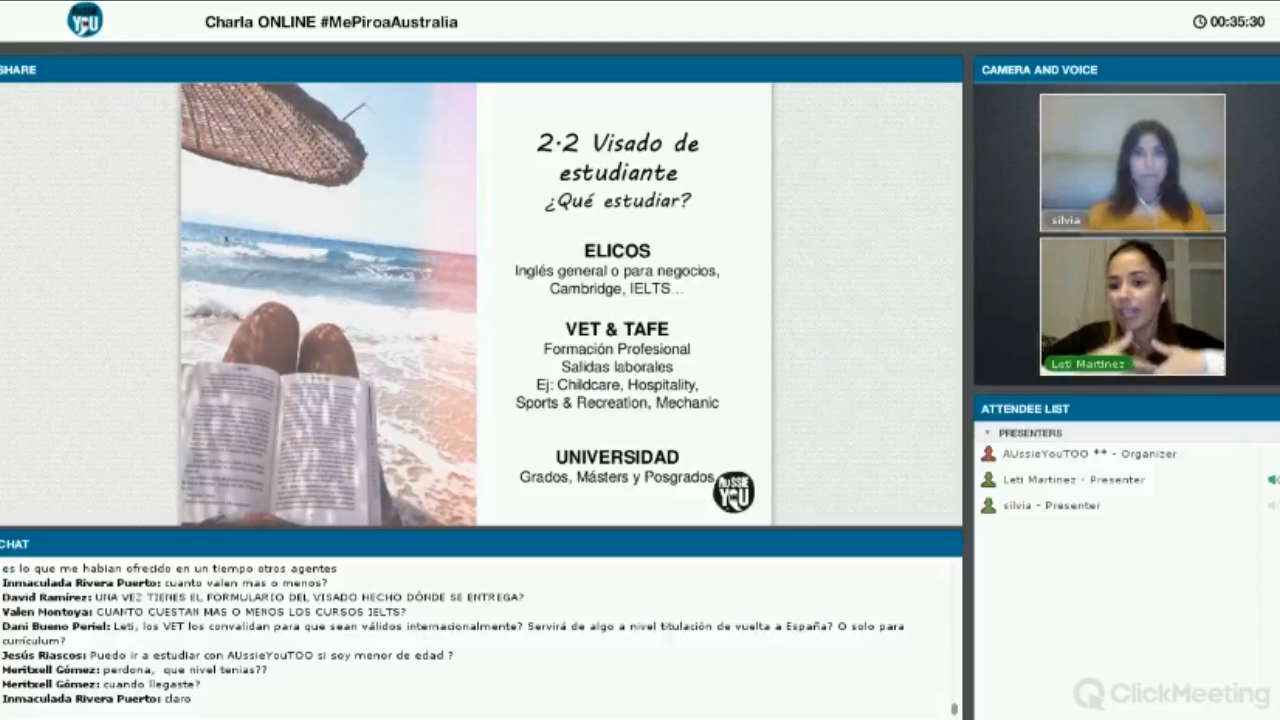 AUSSIE
YOU
Charla ONLINE #MePiroaAustralia
00:35:30
SHARE
2.2 Visado de
estudiante
¿Qué estudiar?
ELICOS
Inglés general o para negocios,
Cambridge, IELTS...
VET & TAFE
Formación Profesional
Salidas laborales
Ej: Childcare, Hospitality,
Sports & Recreation, Mechanic
UNIVERSIDAD
Grados, Másters y Posgrados
AUSSIE
YOU
CAMERA AND VOICE
silvia
Leti Martinez
ATTENDEE LIST
PRESENTERS
AUssieYouTOO ** - Organizer
Leti Martinez - Presenter
silvia - Presenter
CHAT
es lo que me habian ofrecido en un tiempo otros agentes
Inmaculada Rivera Puerto: cuanto valen mas o menos?
David Ramírez: UNA VEZ TIENES EL FORMULARIO DEL VISADO HECHO DÓNDE SE ENTREGA?
Valen Montoya: CUANTO CUESTAN MAS O MENOS LOS CURSOS IELTS?
Dani Bueno Periel: Leti, los VET los convalidan para que sean válidos internacionalmente? Servirá de algo a nivel titulación de vuelta a España? O solo para
currículum?
Jesús Riascos: Puedo ir a estudiar con AUssieYouTOO si soy menor de edad ?
Meritxell Gómez: perdona, que nivel tenias??
Meritxell Gómez: cuando llegaste?
Inmaculada Rivera Puerto: claro
ClickMeeting